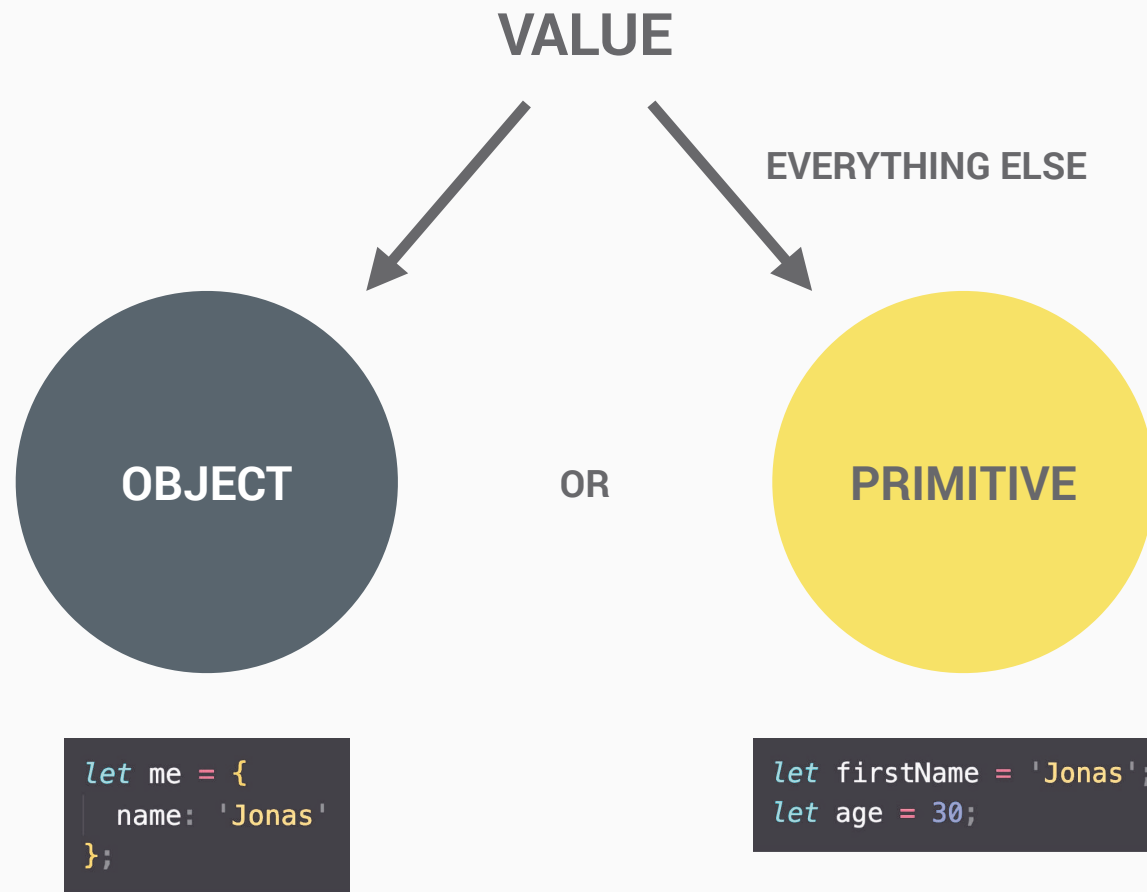 VALUE
EVERYTHING ELSE
OBJECT
OR
PRIMITIVE
let me = {
  name: 'Jonas'
};
let firstName = 'Jonas';
let age = 30;